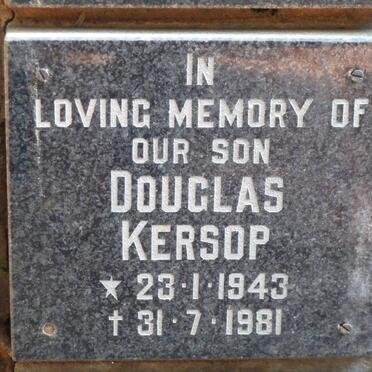 IN
LOVING MEMORY OF
OUR SON
DOUGLAS
KERSOP
★ 23·1·1943
† 31·7·1981